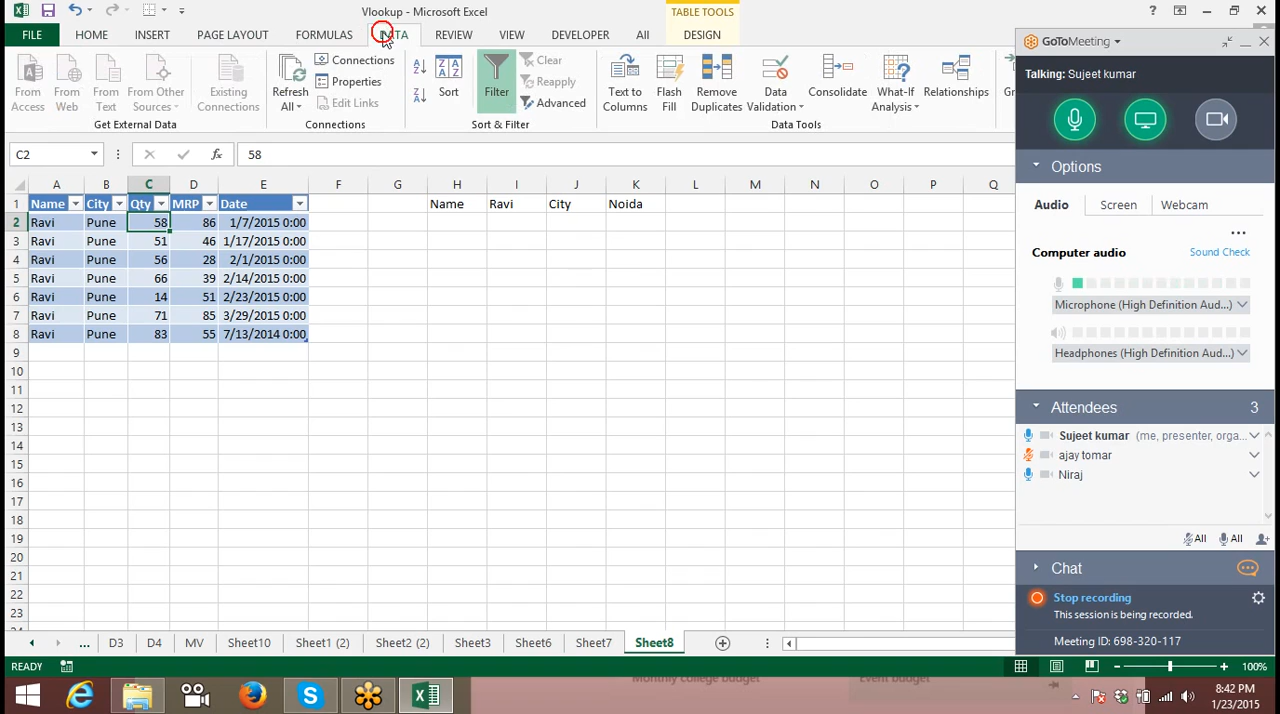 Vlookup - Microsoft Excel
TABLE TOOLS
FILE HOME INSERT PAGE LAYOUT FORMULAS DATA REVIEW VIEW DEVELOPER All DESIGN
From Access
From Web
From Text
From Other Sources
Existing Connections
Get External Data
Refresh All
Connections
Properties
Edit Links
Connections
Sort
Filter
Clear
Reapply
Advanced
Sort & Filter
Text to Columns
Flash Fill
Remove Duplicates
Data Validation
Consolidate
What-If Analysis
Relationships
Data Tools
C2 fx 58
A B C D E F G H I J K L M N O P Q
1 Name City Qty MRP Date Name Ravi City Noida
2 Ravi Pune 58 86 1/7/2015 0:00
3 Ravi Pune 51 46 1/17/2015 0:00
4 Ravi Pune 56 28 2/1/2015 0:00
5 Ravi Pune 66 39 2/14/2015 0:00
6 Ravi Pune 14 51 2/23/2015 0:00
7 Ravi Pune 71 85 3/29/2015 0:00
8 Ravi Pune 83 55 7/13/2014 0:00
9
10
11
12
13
14
15
16
17
18
19
20
21
22
23
... D3 D4 MV Sheet10 Sheet1 (2) Sheet2 (2) Sheet3 Sheet6 Sheet7 Sheet8
READY
100%
Monthly college budget
Event budget
8:42 PM
1/23/2015
GoToMeeting
Talking: Sujeet kumar
Options
Audio Screen Webcam
Computer audio Sound Check
Microphone (High Definition Aud...)
Headphones (High Definition Aud...)
Attendees 3
Sujeet kumar (me, presenter, orga...
ajay tomar
Niraj
All All
Chat
Stop recording
This session is being recorded.
Meeting ID: 698-320-117